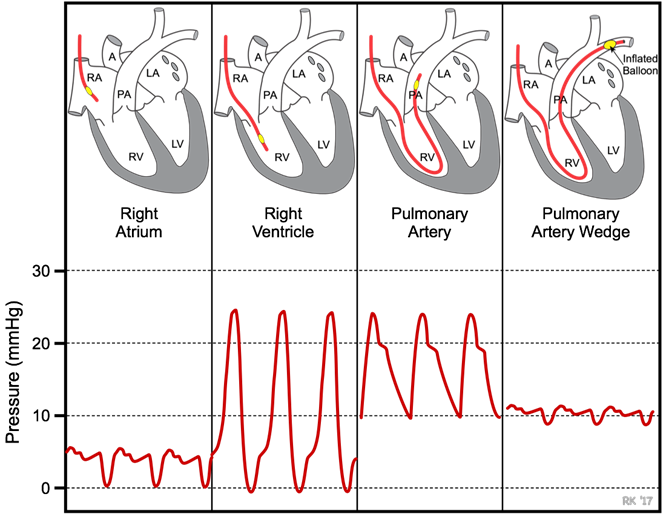 A
RA
LA
PA
LV
RV
A
RA
LA
PA
LV
RV
A
RA
LA
PA
LV
RV
A
RA
LA
PA
LV
RV
Inflated
Balloon
Right
Atrium
Right
Ventricle
Pulmonary
Artery
Pulmonary
Artery Wedge
Pressure (mmHg)
30
20
10
0
RK '17